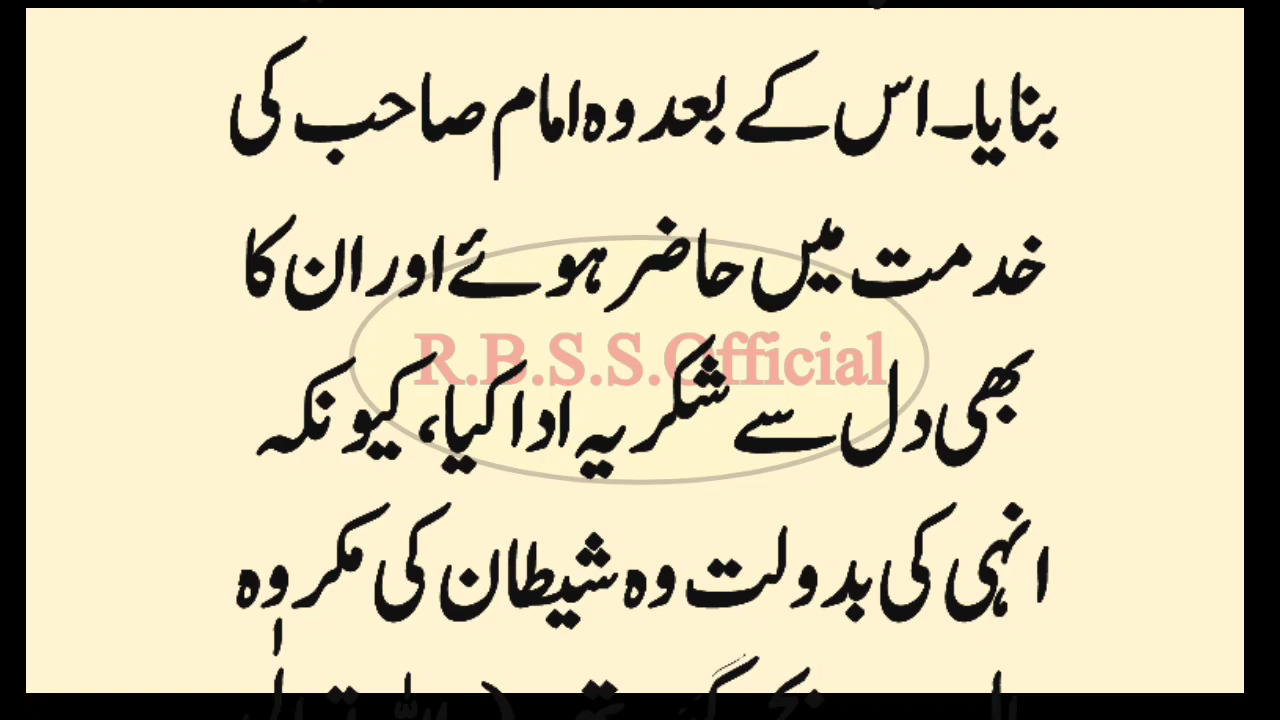 بنایا۔ اس کے بعد وہ امام صاحب کی
خدمت میں حاضر ہوئے اور ان کا
R.B.S.S.Official
بھی دل سے شکریہ ادا کیا، کیونکہ
انہی کی بدولت وہ شیطان کی مکروہ